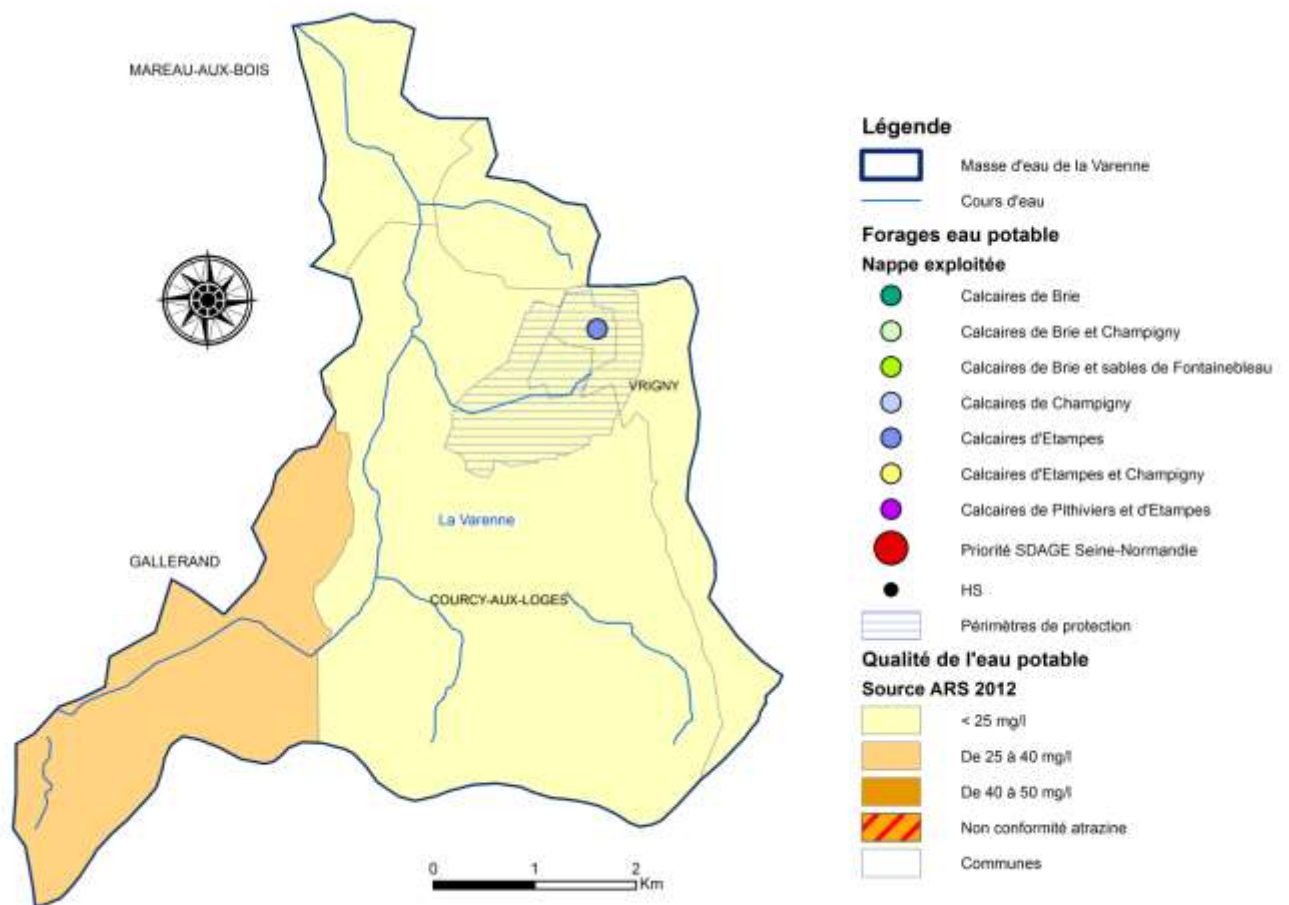 MAREAU-AUX-BOIS
VRIGNY
La Varenne
GALLERAND
COURCY-AUX-LOGES
0 1 2
Km
Légende
Masse d'eau de la Varenne
Cours d'eau
Forages eau potable
Nappe exploitée
Calcaires de Brie
Calcaires de Brie et Champigny
Calcaires de Brie et sables de Fontainebleau
Calcaires de Champigny
Calcaires d'Etampes
Calcaires d'Etampes et Champigny
Calcaires de Pithiviers et d'Etampes
Priorité SDAGE Seine-Normandie
HS
Périmètres de protection
Qualité de l'eau potable
Source ARS 2012
< 25 mg/l
De 25 à 40 mg/l
De 40 à 50 mg/l
Non conformité atrazine
Communes